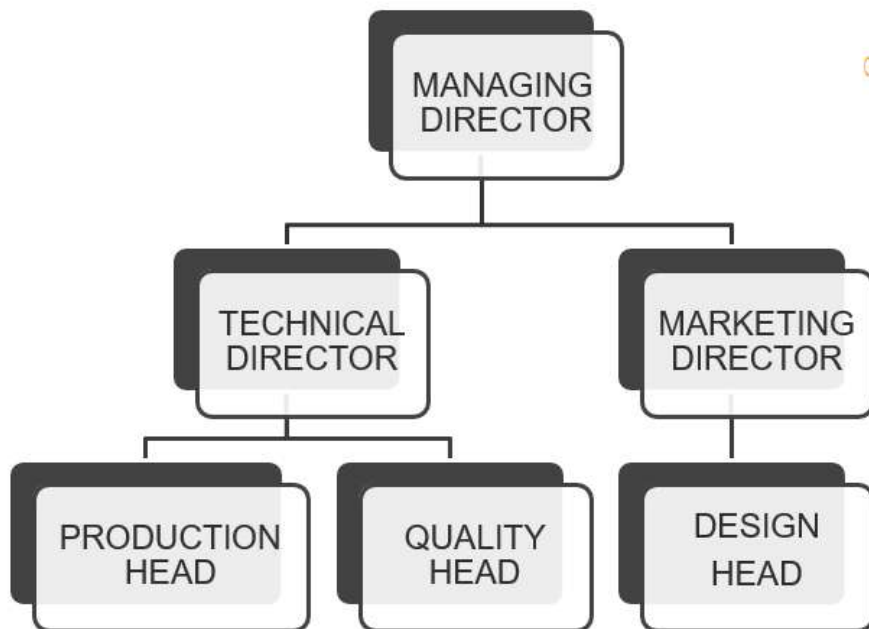 MANAGING
DIRECTOR
TECHNICAL
DIRECTOR
MARKETING
DIRECTOR
PRODUCTION
HEAD
QUALITY
HEAD
DESIGN
HEAD